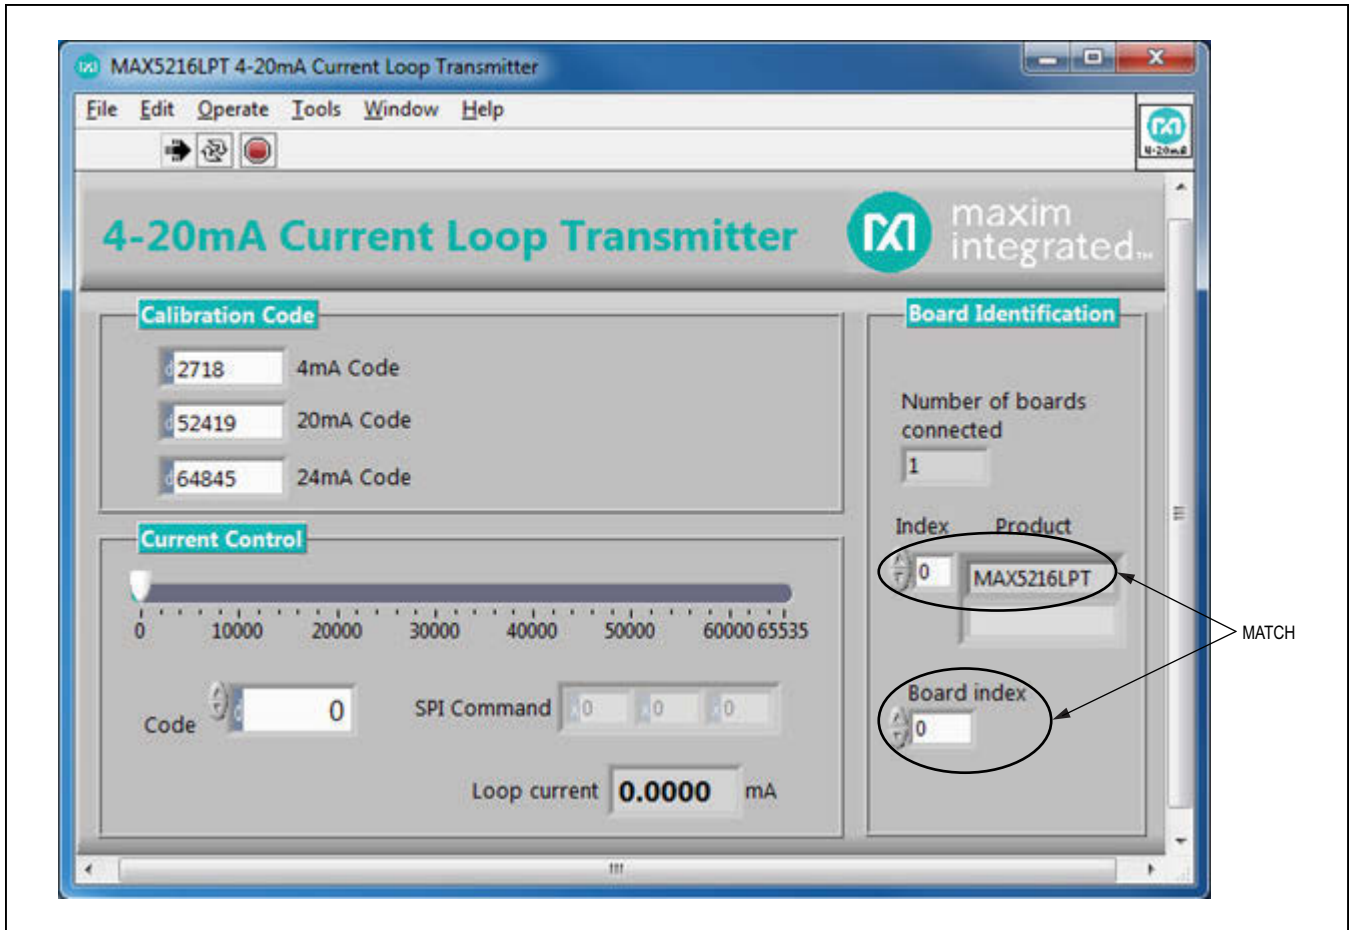 MAX5216LPT 4-20mA Current Loop Transmitter
File Edit Operate Tools Window Help
4-20mA
4-20mA Current Loop Transmitter
maxim
integrated™
Calibration Code
d 2718 4mA Code
d 52419 20mA Code
d 64845 24mA Code
Current Control
0 10000 20000 30000 40000 50000 60000 65535
Code d 0
SPI Command x 0 x 0 x 0
Loop current 0.0000 mA
Board Identification
Number of boards
connected
1
Index Product
0 MAX5216LPT
Board index
0
MATCH